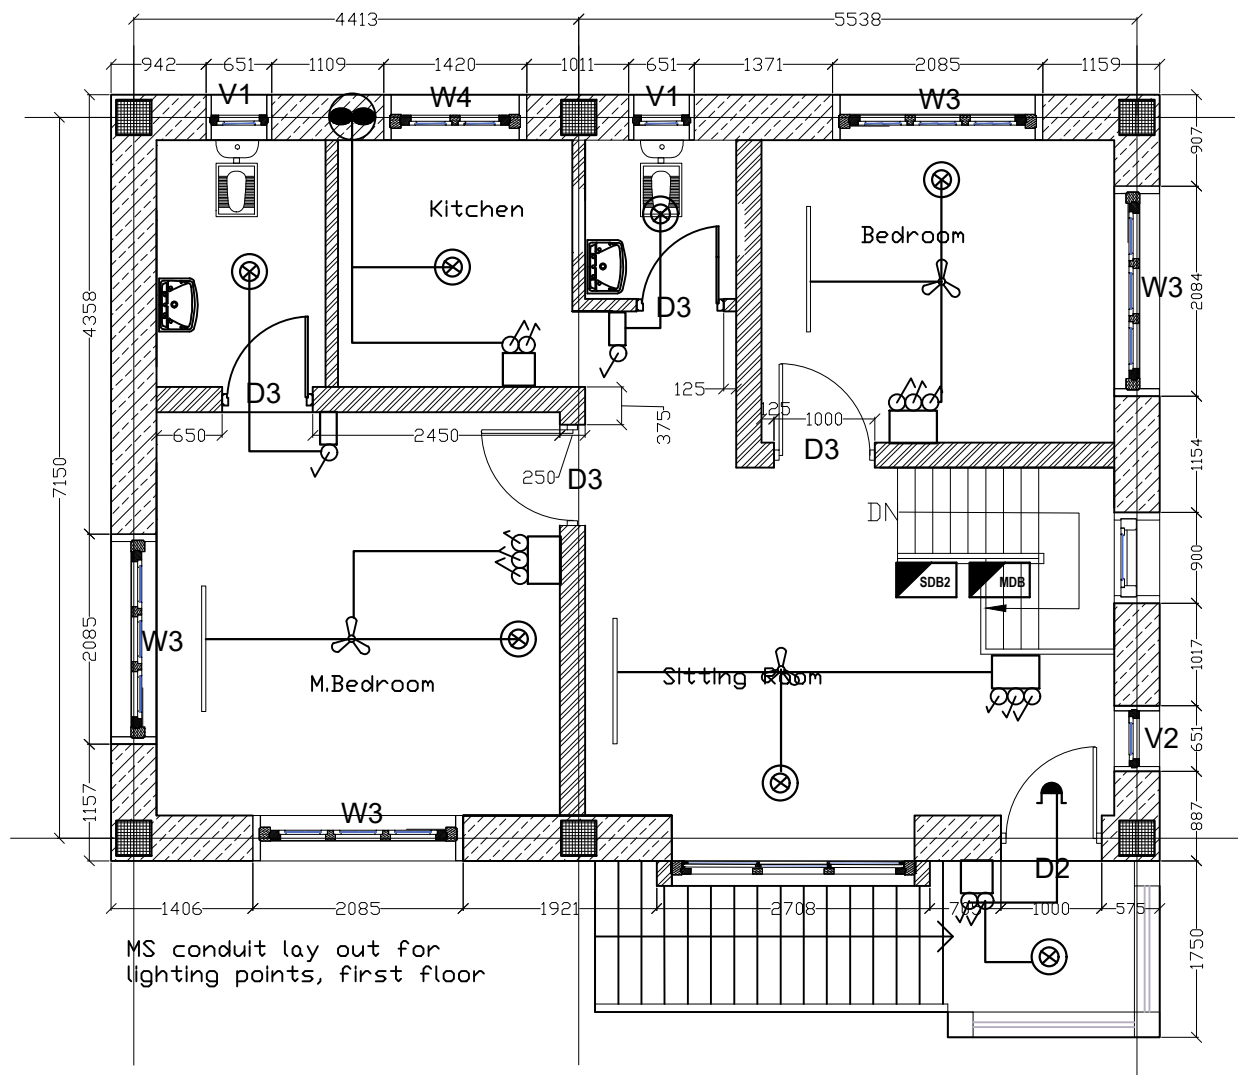 4413
5538
942
651
1109
1420
1011
651
1371
2085
1159
V1
W4
V1
W3
907
Kitchen
Bedroom
W3
2084
4358
D3
125
D3
125
1000
375
650
2450
D3
1154
250
D3
7150
DN
900
SDB2
MDB
2085
W3
M.Bedroom
Sitting Room
1017
V2
651
1157
W3
887
D2
1406
2085
1921
2708
1000
575
MS conduit lay out for
lighting points, first floor
1750